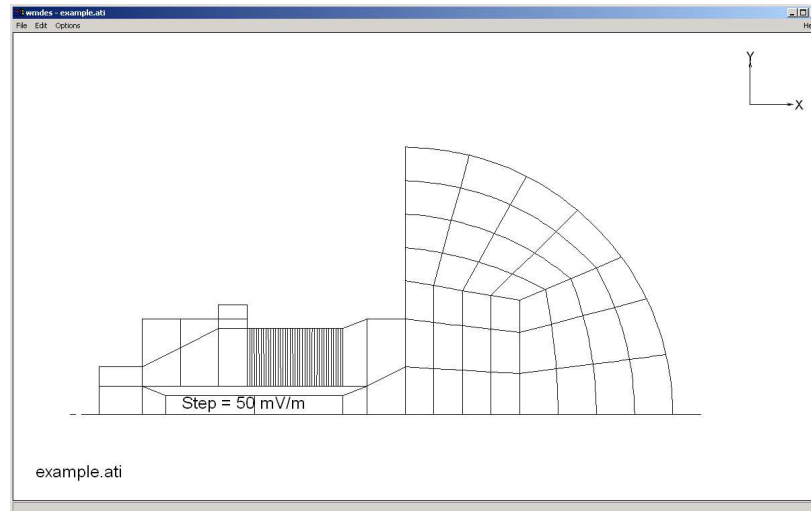 wmdes - example.ati
File Edit Options
Y
X
Step = 50 mV/m
example.ati